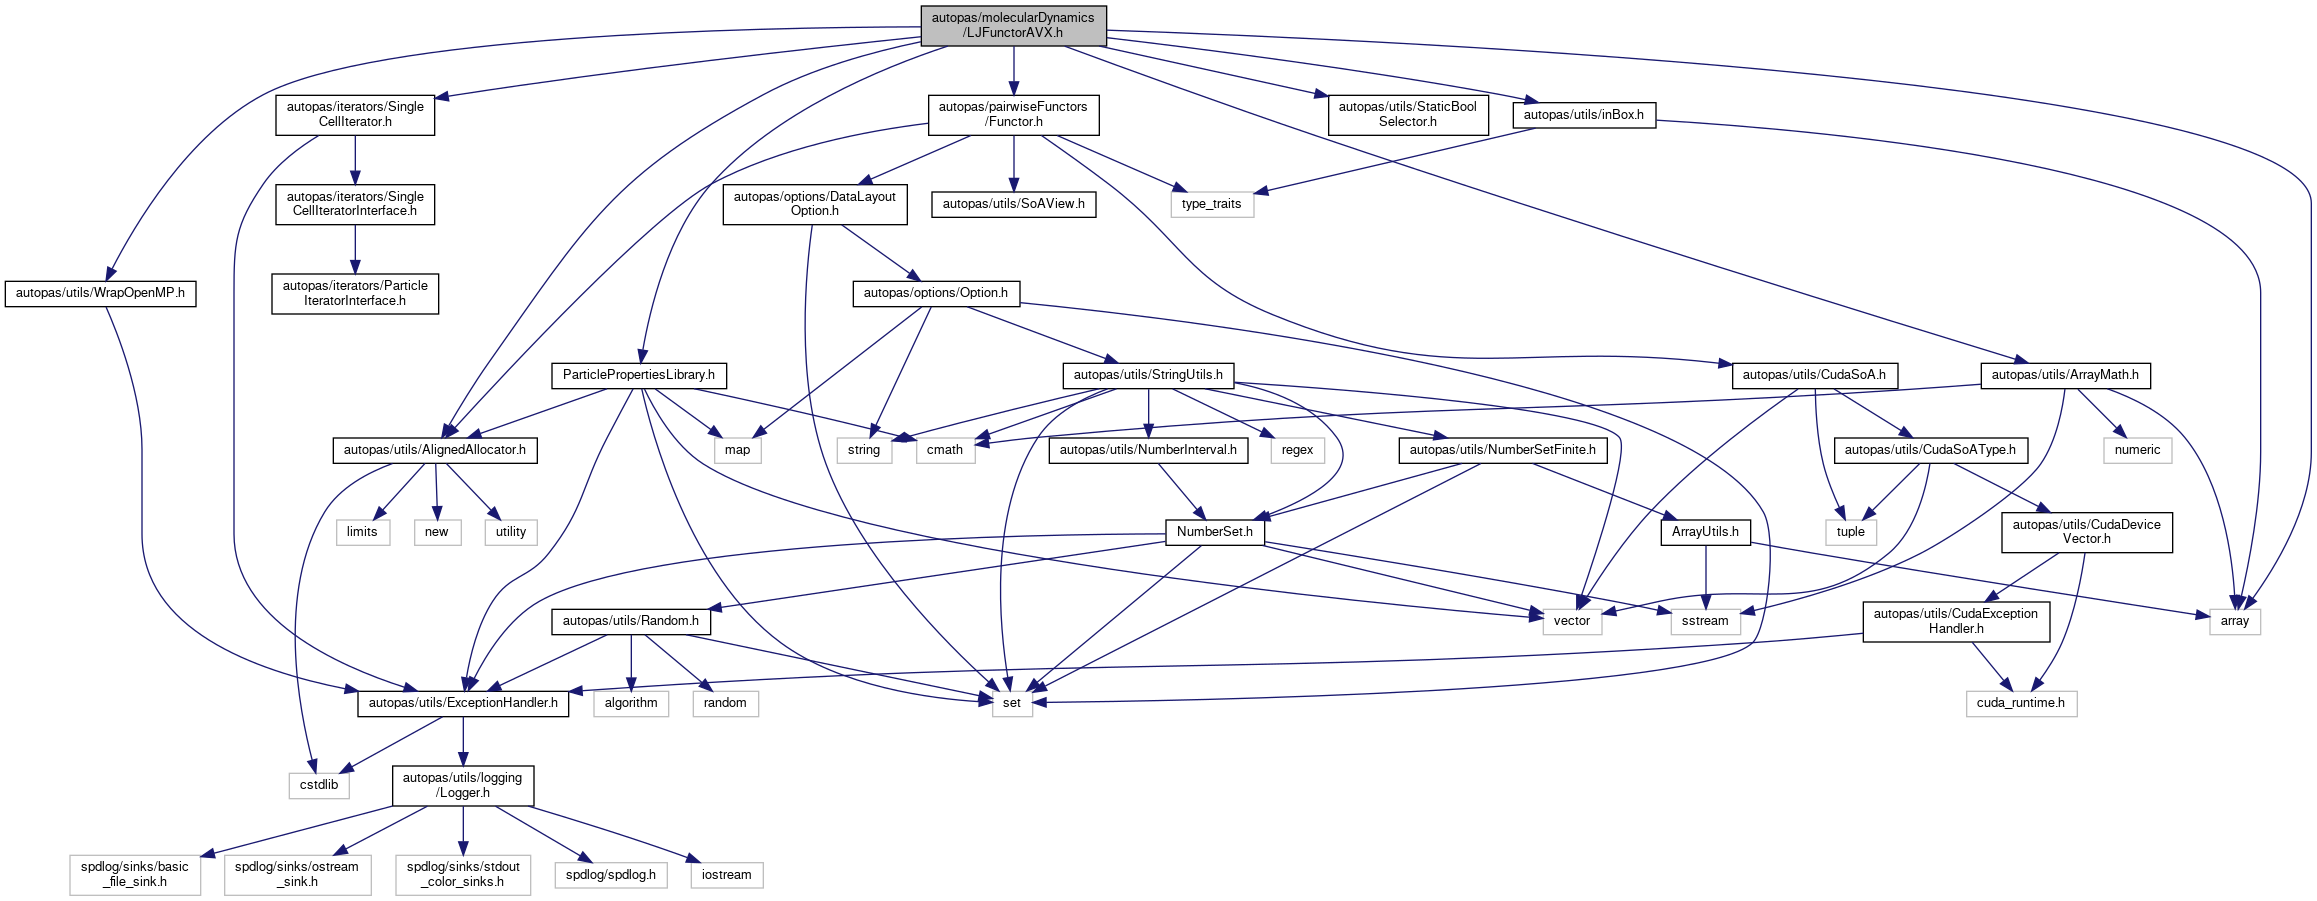 autopas/molecularDynamics
/LJFunctorAVX.h
autopas/iterators/Single
CellIterator.h
autopas/pairwiseFunctors
/Functor.h
autopas/utils/StaticBool
Selector.h
autopas/utils/inBox.h
autopas/iterators/Single
CellIteratorInterface.h
autopas/options/DataLayout
Option.h
autopas/utils/SoAView.h
type_traits
autopas/utils/WrapOpenMP.h
autopas/iterators/Particle
IteratorInterface.h
autopas/options/Option.h
ParticlePropertiesLibrary.h
autopas/utils/StringUtils.h
autopas/utils/CudaSoA.h
autopas/utils/ArrayMath.h
autopas/utils/AlignedAllocator.h
map
string
cmath
autopas/utils/NumberInterval.h
regex
autopas/utils/NumberSetFinite.h
autopas/utils/CudaSoAType.h
numeric
limits
new
utility
NumberSet.h
ArrayUtils.h
tuple
autopas/utils/CudaDevice
Vector.h
autopas/utils/Random.h
vector
sstream
autopas/utils/CudaException
Handler.h
array
autopas/utils/ExceptionHandler.h
algorithm
random
set
cuda_runtime.h
cstdlib
autopas/utils/logging
/Logger.h
spdlog/sinks/basic
_file_sink.h
spdlog/sinks/ostream
_sink.h
spdlog/sinks/stdout
_color_sinks.h
spdlog/spdlog.h
iostream